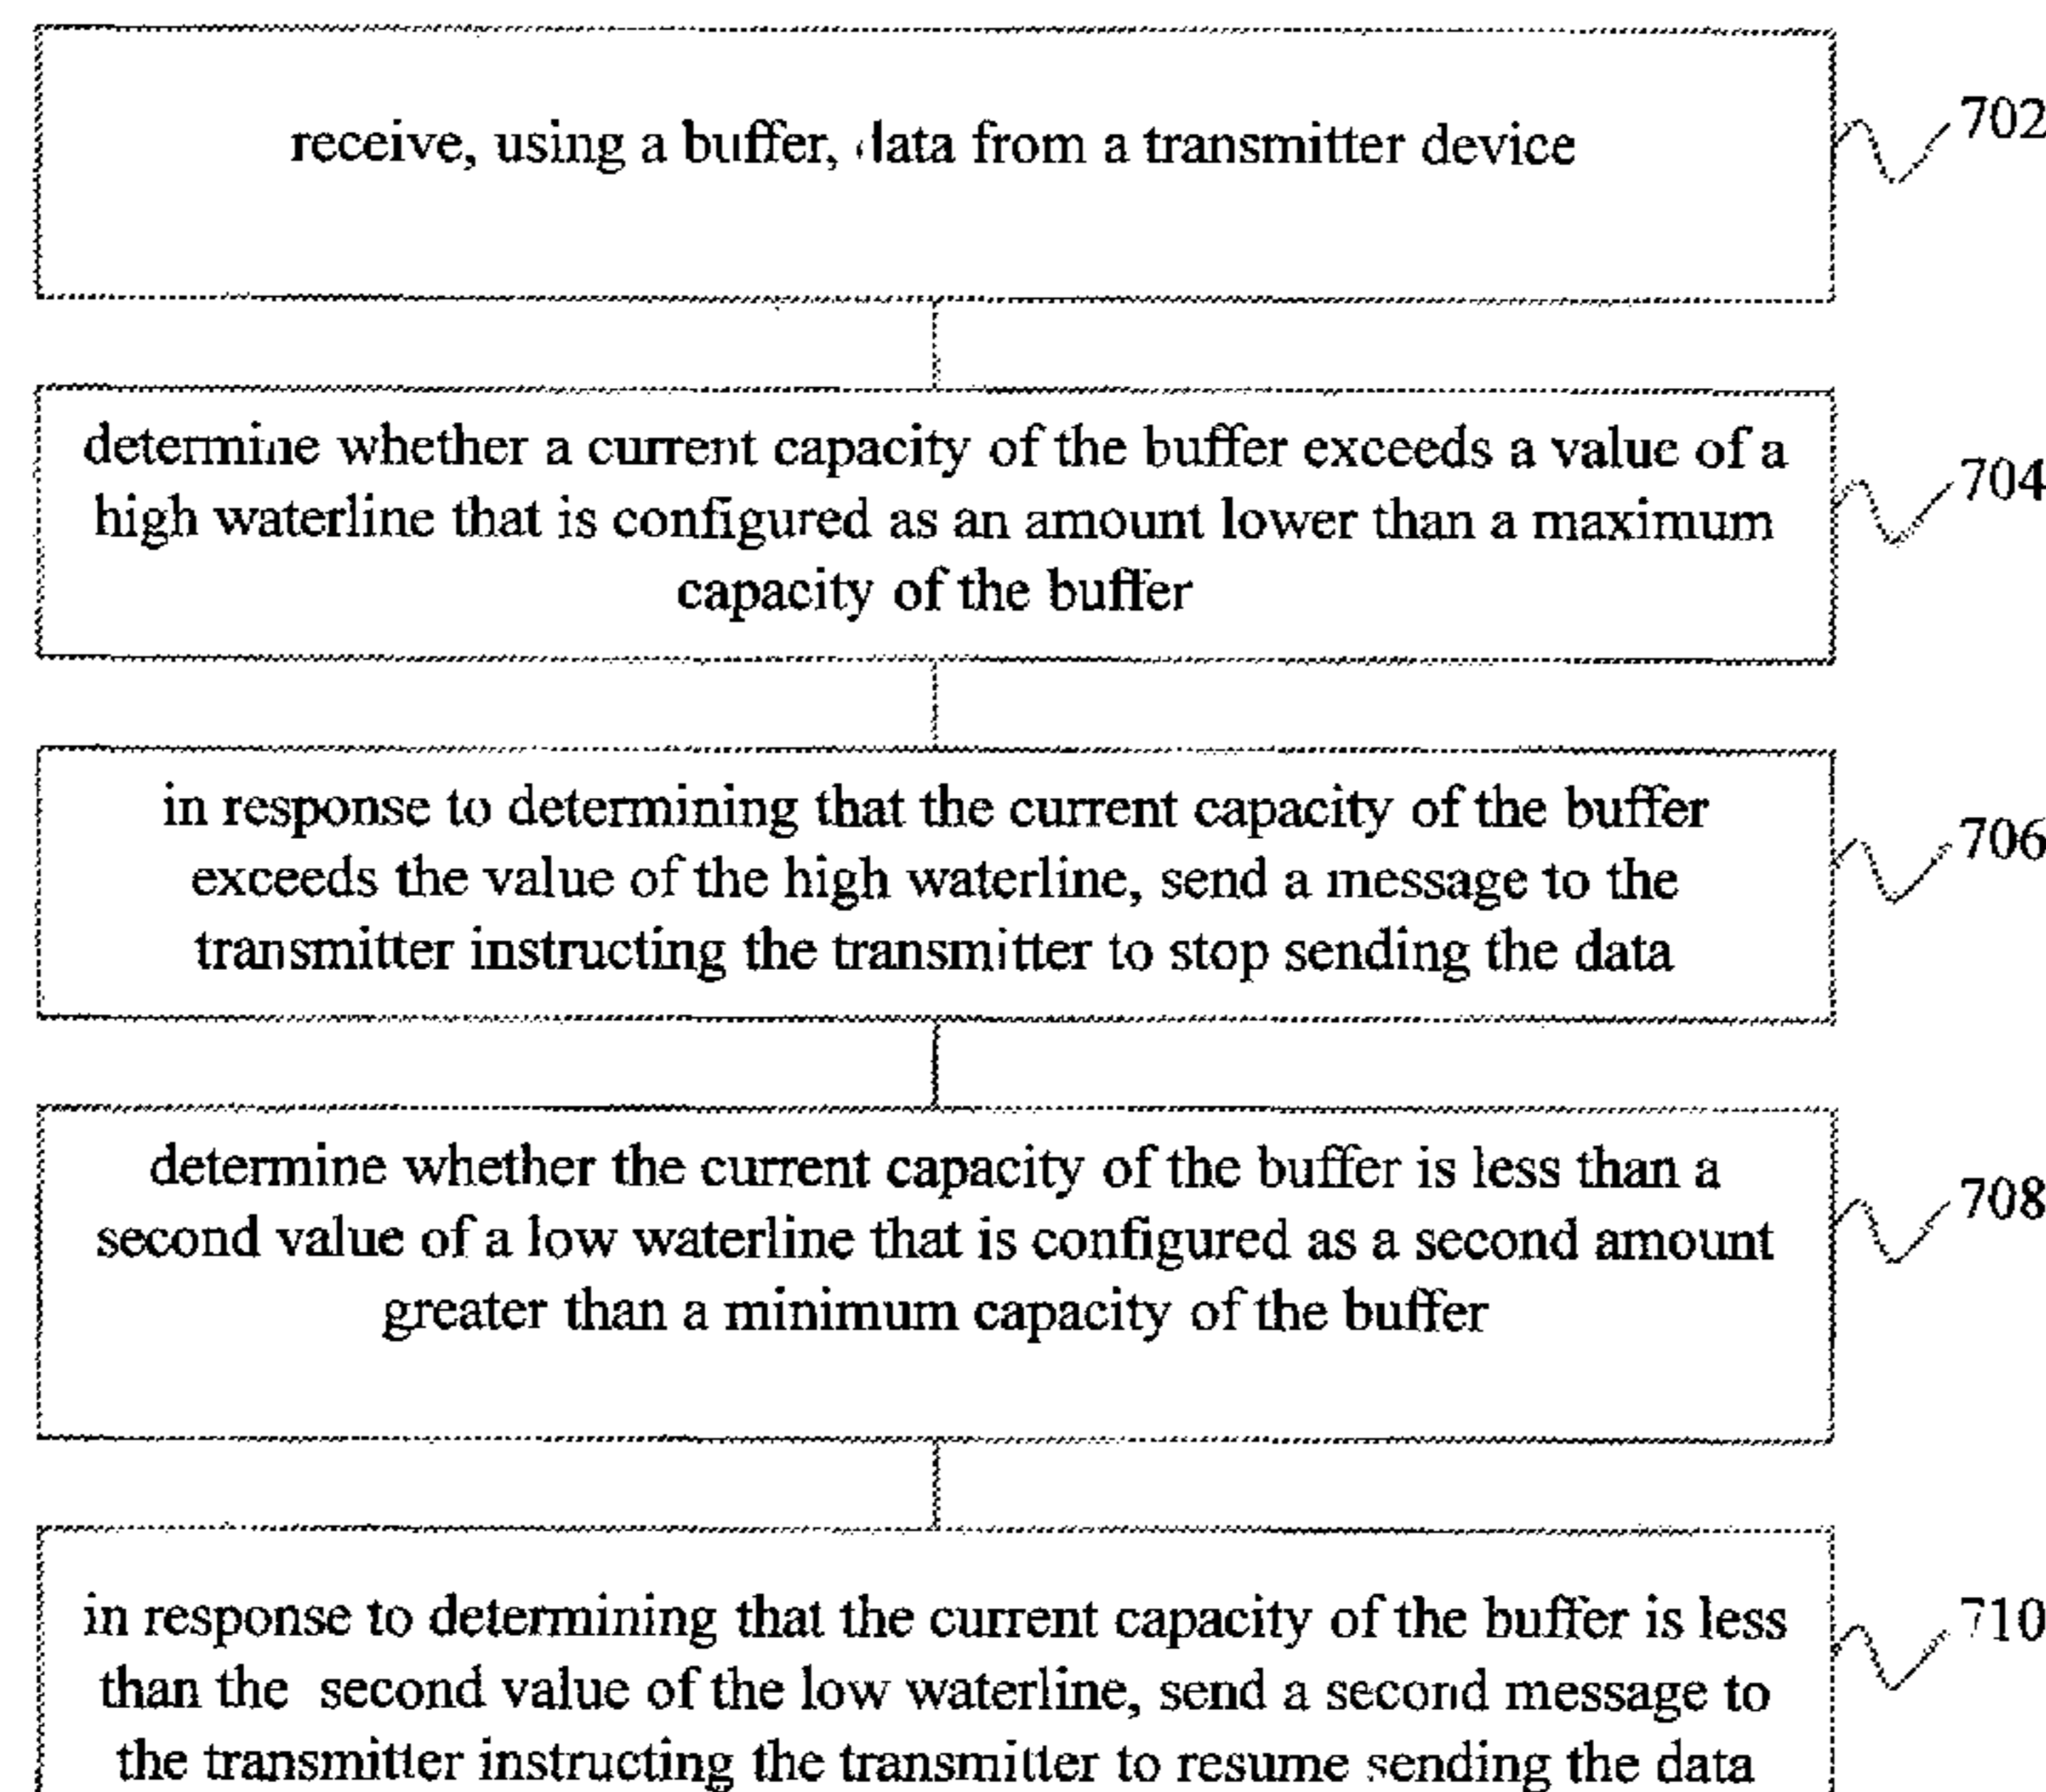 receive, using a buffer, data from a transmitter device
702
determine whether a current capacity of the buffer exceeds a value of a
high waterline that is configured as an amount lower than a maximum
capacity of the buffer
704
in response to determining that the current capacity of the buffer
exceeds the value of the high waterline, send a message to the
transmitter instructing the transmitter to stop sending the data
706
determine whether the current capacity of the buffer is less than a
second value of a low waterline that is configured as a second amount
greater than a minimum capacity of the buffer
708
in response to determining that the current capacity of the buffer is less
than the second value of the low waterline, send a second message to
the transmitter instructing the transmitter to resume sending the data
710